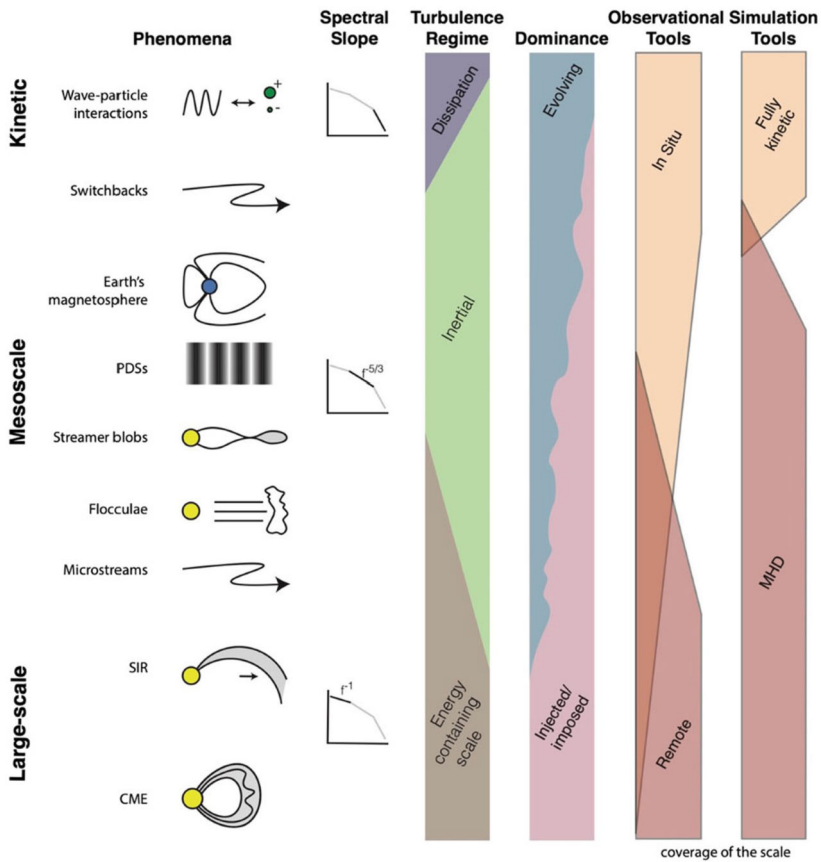 Phenomena
Spectral
Slope
Turbulence
Regime
Dominance
Observational
Tools
Simulation
Tools
Kinetic
Mesoscale
Large-scale
Wave-particle
interactions
+
-
Switchbacks
Earth's
magnetosphere
PDSs
Streamer blobs
Flocculae
Microstreams
SIR
CME
f-5/3
f-1
Dissipation
Inertial
Energy
containing
scale
Evolving
Injected/
imposed
In Situ
Remote
Fully
kinetic
MHD
coverage of the scale